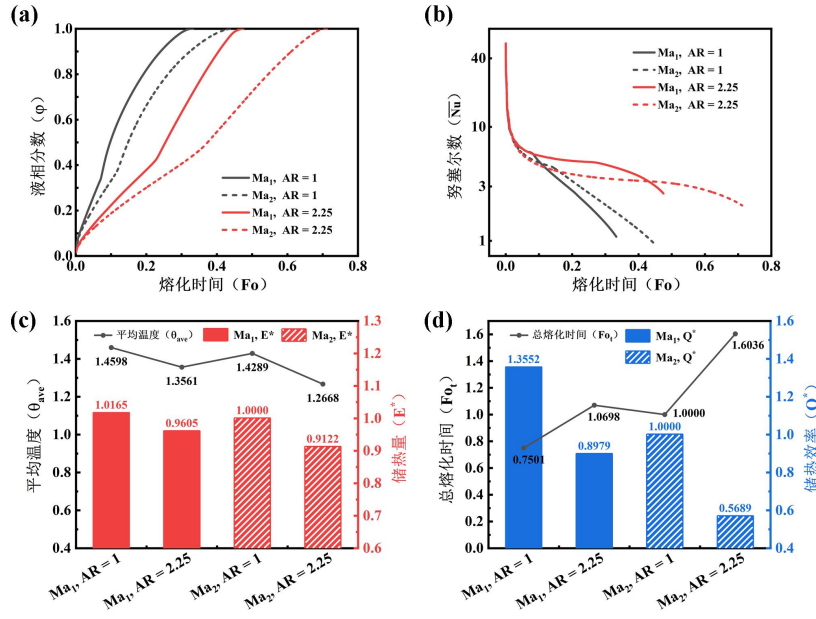 (a)
液相分数（φ）
1.0
0.8
0.6
0.4
0.2
0.0
0.0 0.2 0.4 0.6 0.8
熔化时间（Fo）
Ma₁, AR = 1
Ma₂, AR = 1
Ma₁, AR = 2.25
Ma₂, AR = 2.25
(b)
努塞尔数（N̅u̅）
40
10
3
1
0.0 0.2 0.4 0.6 0.8
熔化时间（Fo）
Ma₁, AR = 1
Ma₂, AR = 1
Ma₁, AR = 2.25
Ma₂, AR = 2.25
(c)
平均温度（θave）
1.6
1.4
1.2
1.0
0.8
0.6
0.4
平均温度（θave） Ma₁, E* Ma₂, E*
1.4598 1.3561 1.4289 1.2668
1.0165 0.9605 1.0000 0.9122
1.3
1.2
1.1
1.0
0.9
0.8
0.7
0.6
储热量（E*）
Ma₁, AR = 1
Ma₁, AR = 2.25
Ma₂, AR = 1
Ma₂, AR = 2.25
(d)
总熔化时间（Fot）
1.6
1.4
1.2
1.0
0.8
0.6
0.4
0.2
0.0
总熔化时间（Fot） Ma₁, Q*
Ma₂, Q*
0.7501 1.0698 1.0000 1.6036
1.3552 0.8979 1.0000 0.5689
1.6
1.4
1.2
1.0
0.8
0.6
0.4
储热效率（Q*）
Ma₁, AR = 1
Ma₁, AR = 2.25
Ma₂, AR = 1
Ma₂, AR = 2.25